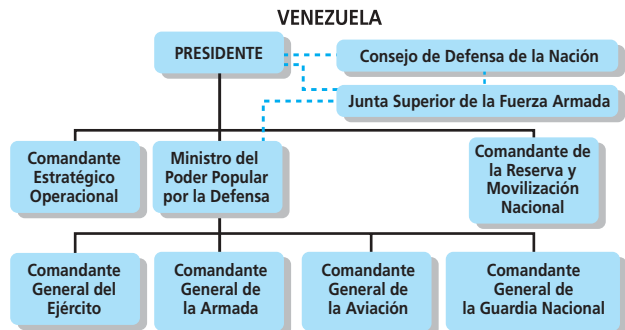 VENEZUELA
PRESIDENTE
Consejo de Defensa de la Nación
Junta Superior de la Fuerza Armada
Comandante
Estratégico
Operacional
Ministro del
Poder Popular
por la Defensa
Comandante de
la Reserva y
Movilización
Nacional
Comandante
General del
Ejército
Comandante
General de
la Armada
Comandante
General de
la Aviación
Comandante
General de
la Guardia Nacional